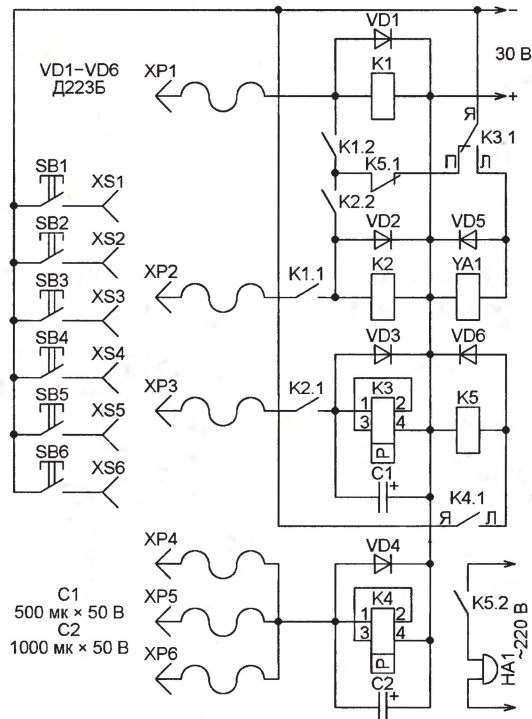 VD1
−
30 В
VD1–VD6
Д223Б
XP1
K1
+
Я
K3.1
K1.2
П
Л
SB1
XS1
K5.1
K2.2
SB2
XS2
VD2
VD5
K2
YA1
SB3
XS3
XP2
K1.1
SB4
XS4
VD3
VD6
XP3
K2.1
K3
K5
1
2
3
4
P
SB5
XS5
C1
+
SB6
XS6
K4.1
Я
Л
XP4
VD4
C1
500 мк × 50 В
C2
1000 мк × 50 В
XP5
K4
1
2
3
4
P
K5.2
XP6
C2
+
HA1
~220 В